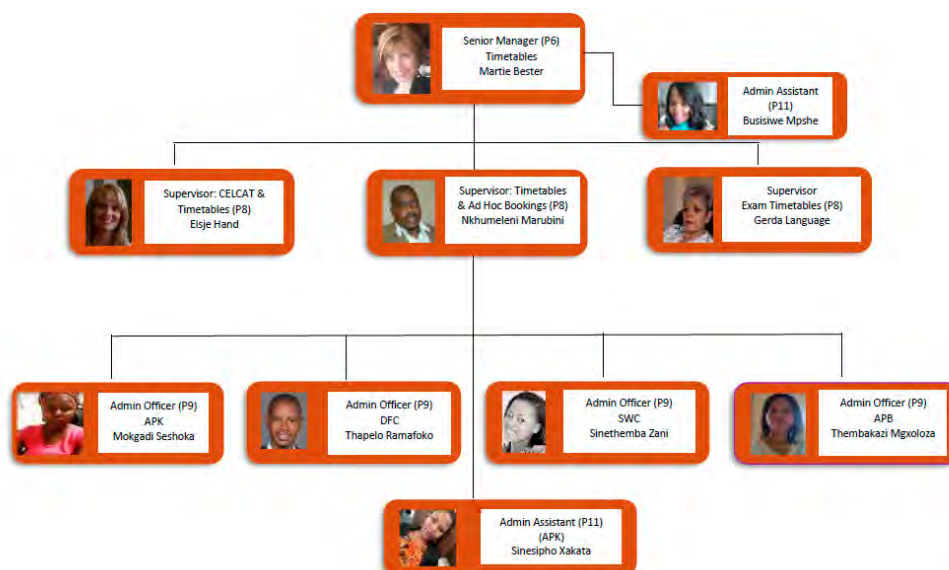 Senior Manager (P6)
Timetables
Martie Bester
Admin Assistant
(P11)
Busisiwe Mpshe
Supervisor: CELCAT &
Timetables (P8)
Elsje Hand
Supervisor: Timetables
& Ad Hoc Bookings (P8)
Nkhumeleni Marubini
Supervisor
Exam Timetables (P8)
Gerda Language
Admin Officer (P9)
APK
Mokgadi Seshoka
Admin Officer (P9)
DFC
Thapelo Ramafoko
Admin Officer (P9)
SWC
Sinethemba Zani
Admin Officer (P9)
APB
Thembakazi Mgxoloza
Admin Assistant (P11)
(APK)
Sinesipho Xakata